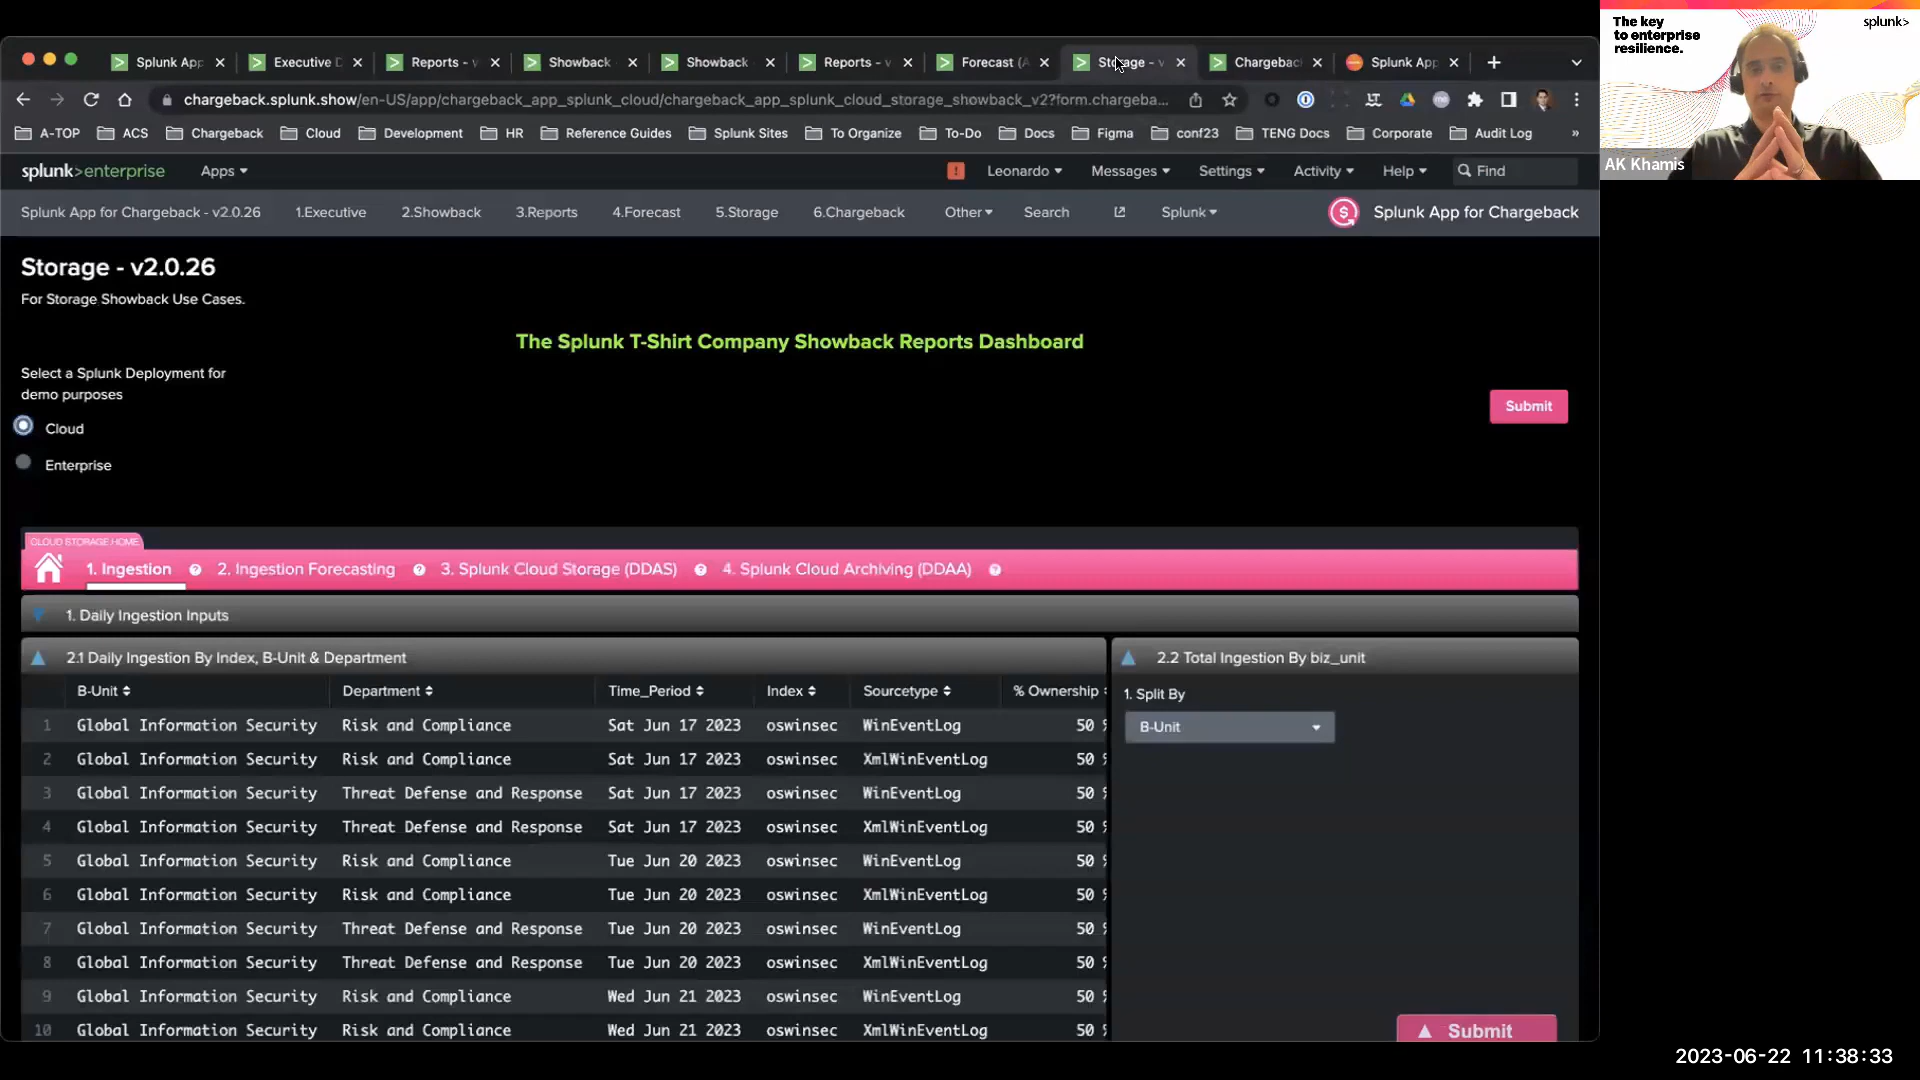 Splunk App
Executive D
Reports - v
Showback
Showback
Reports - v
Forecast (A
Storage - v
Chargebac
Splunk App
chargeback.splunk.show/en-US/app/chargeback_app_splunk_cloud/chargeback_app_splunk_cloud_storage_showback_v2?form.chargeba...
A-TOP ACS Chargeback Cloud Development HR Reference Guides Splunk Sites To Organize To-Do Docs Figma conf23 TENG Docs Corporate Audit Log »
splunk>enterprise Apps Leonardo Messages Settings Activity Help Find
Splunk App for Chargeback - v2.0.26 1.Executive 2.Showback 3.Reports 4.Forecast 5.Storage 6.Chargeback Other Search Splunk Splunk App for Chargeback
Storage - v2.0.26
For Storage Showback Use Cases.
The Splunk T-Shirt Company Showback Reports Dashboard
Select a Splunk Deployment for
demo purposes
Cloud
Enterprise
Submit
CLOUD STORAGE HOME
1. Ingestion 2. Ingestion Forecasting 3. Splunk Cloud Storage (DDAS) 4. Splunk Cloud Archiving (DDAA)
1. Daily Ingestion Inputs
2.1 Daily Ingestion By Index, B-Unit & Department
B-Unit Department Time_Period Index Sourcetype % Ownership
1 Global Information Security Risk and Compliance Sat Jun 17 2023 oswinsec WinEventLog 50 %
2 Global Information Security Risk and Compliance Sat Jun 17 2023 oswinsec XmlWinEventLog 50 %
3 Global Information Security Threat Defense and Response Sat Jun 17 2023 oswinsec WinEventLog 50 %
4 Global Information Security Threat Defense and Response Sat Jun 17 2023 oswinsec XmlWinEventLog 50 %
5 Global Information Security Risk and Compliance Tue Jun 20 2023 oswinsec WinEventLog 50 %
6 Global Information Security Risk and Compliance Tue Jun 20 2023 oswinsec XmlWinEventLog 50 %
7 Global Information Security Threat Defense and Response Tue Jun 20 2023 oswinsec WinEventLog 50 %
8 Global Information Security Threat Defense and Response Tue Jun 20 2023 oswinsec XmlWinEventLog 50 %
9 Global Information Security Risk and Compliance Wed Jun 21 2023 oswinsec WinEventLog 50 %
10 Global Information Security Risk and Compliance Wed Jun 21 2023 oswinsec XmlWinEventLog 50 %
2.2 Total Ingestion By biz_unit
1. Split By
B-Unit
Submit
The key
to enterprise
resilience.
splunk>
AK Khamis
2023-06-22 11:38:33